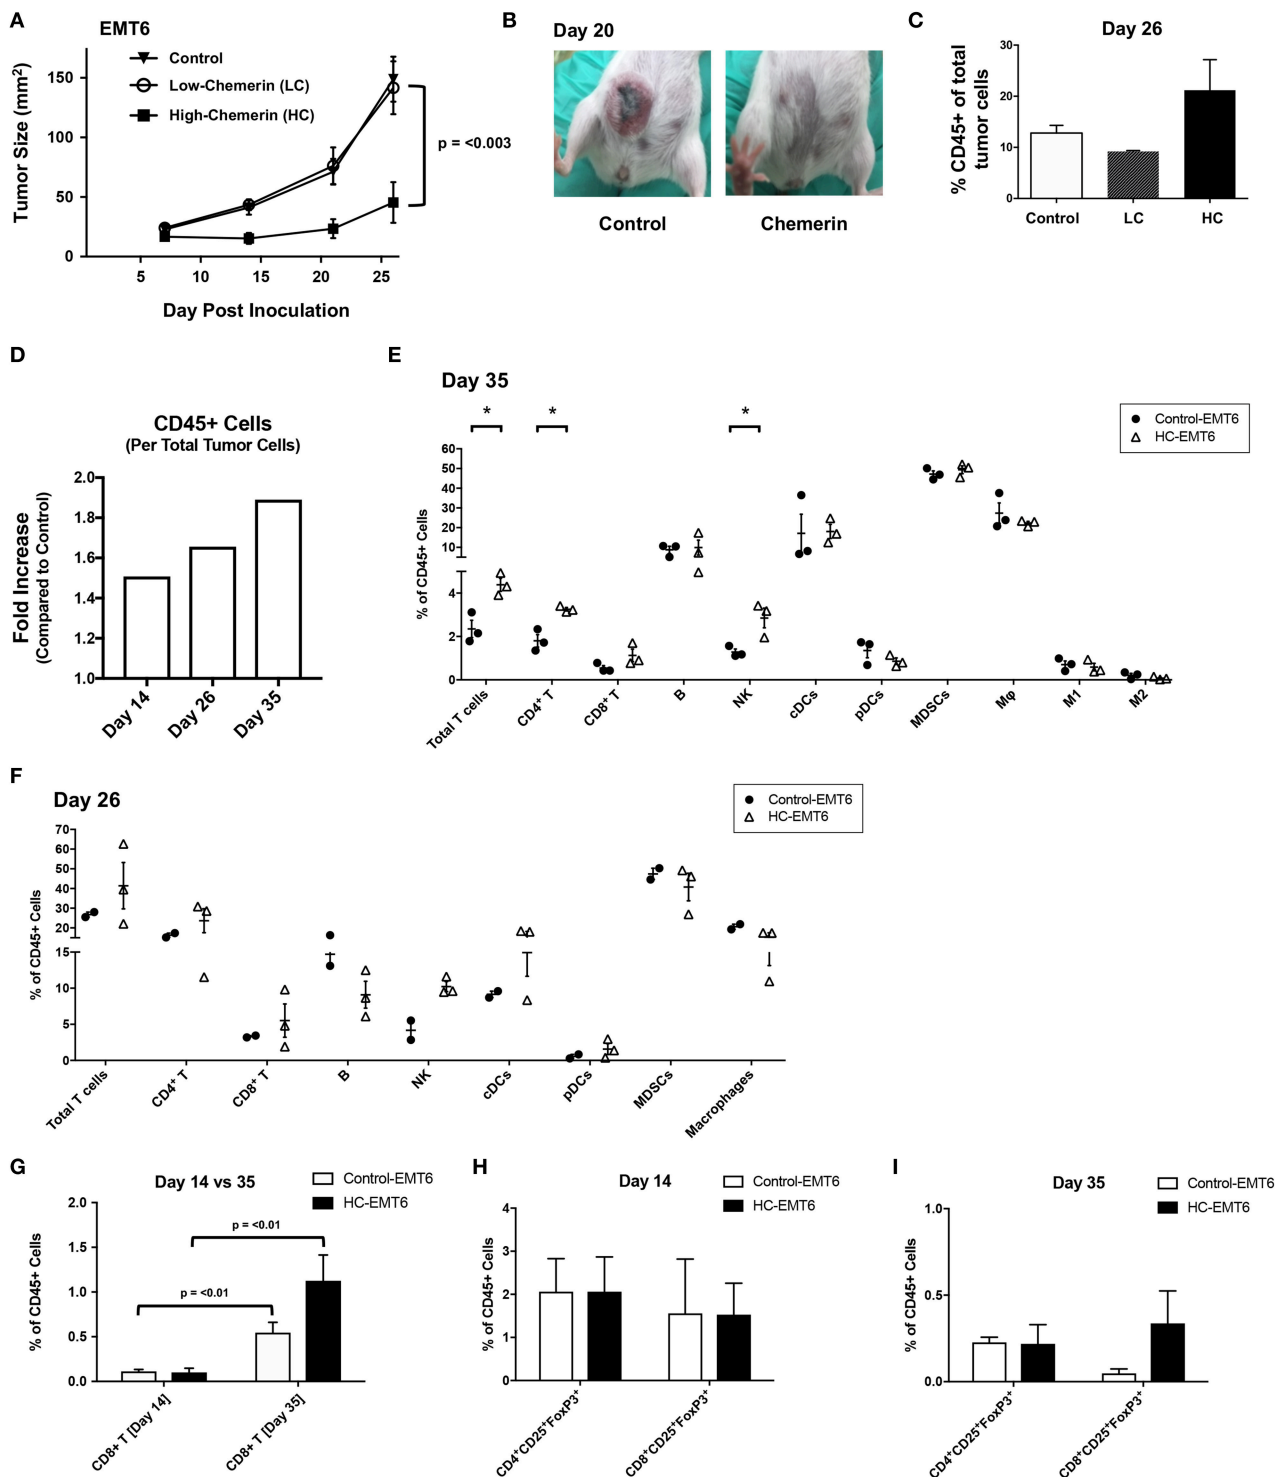 A
EMT6
Control
Low-Chemerin (LC)
High-Chemerin (HC)
Tumor Size (mm²)
150
100
50
0
p = <0.003
5 10 15 20 25
Day Post Inoculation
B
Day 20
Control
Chemerin
C
Day 26
% CD45+ of total
tumor cells
30
20
10
0
Control LC HC
D
CD45+ Cells
(Per Total Tumor Cells)
Fold Increase
(Compared to Control)
2.0
1.8
1.6
1.4
1.2
1.0
Day 14
Day 26
Day 35
E
Day 35
Control-EMT6
HC-EMT6
* * *
% of CD45+ Cells
60
50
40
30
20
10
4
2
0
Total T cells
CD4⁺ T
CD8⁺ T
B
NK
cDCs
pDCs
MDSCs
Mφ
M1
M2
F
Day 26
Control-EMT6
HC-EMT6
% of CD45+ Cells
70
60
50
40
30
20
15
10
5
0
Total T cells
CD4⁺ T
CD8⁺ T
B
NK
cDCs
pDCs
MDSCs
Macrophages
G
Day 14 vs 35
Control-EMT6
HC-EMT6
% of CD45+ Cells
2.0
1.5
1.0
0.5
0.0
p = <0.01
p = <0.01
CD8+ T [Day 14]
CD8+ T [Day 35]
H
Day 14
Control-EMT6
HC-EMT6
% of CD45+ Cells
4
3
2
1
0
CD4⁺CD25⁺FoxP3⁺
CD8⁺CD25⁺FoxP3⁺
I
Day 35
Control-EMT6
HC-EMT6
% of CD45+ Cells
1.0
0.5
0.0
CD4⁺CD25⁺FoxP3⁺
CD8⁺CD25⁺FoxP3⁺